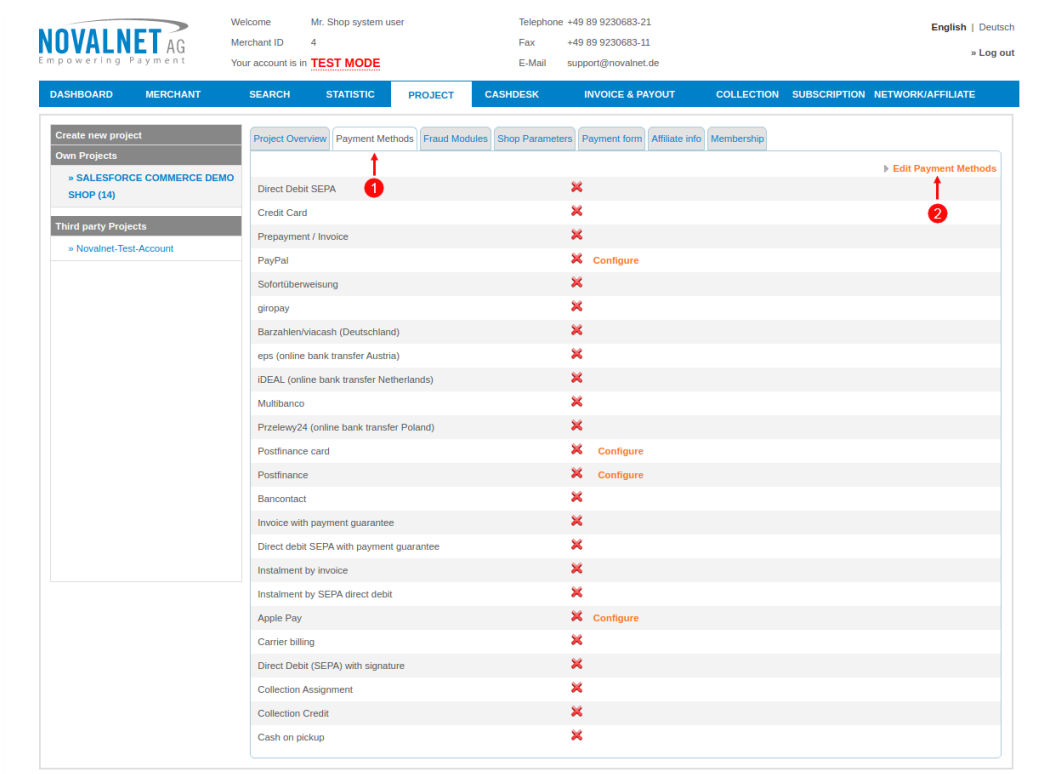 NOVALNET AG
Empowering Payment
Welcome Mr. Shop system user
Merchant ID 4
Your account is in TEST MODE
Telephone +49 89 9230683-21
Fax +49 89 9230683-11
E-Mail support@novalnet.de
English | Deutsch
» Log out
DASHBOARD MERCHANT SEARCH STATISTIC PROJECT CASHDESK INVOICE & PAYOUT COLLECTION SUBSCRIPTION NETWORK/AFFILIATE
Create new project
Own Projects
» SALESFORCE COMMERCE DEMO
SHOP (14)
Third party Projects
» Novalnet-Test-Account
Project Overview Payment Methods Fraud Modules Shop Parameters Payment form Affiliate info Membership
Edit Payment Methods
1
2
Direct Debit SEPA
Credit Card
Prepayment / Invoice
PayPal Configure
Sofortüberweisung
giropay
Barzahlen/viacash (Deutschland)
eps (online bank transfer Austria)
iDEAL (online bank transfer Netherlands)
Multibanco
Przelewy24 (online bank transfer Poland)
Postfinance card Configure
Postfinance Configure
Bancontact
Invoice with payment guarantee
Direct debit SEPA with payment guarantee
Instalment by invoice
Instalment by SEPA direct debit
Apple Pay Configure
Carrier billing
Direct Debit (SEPA) with signature
Collection Assignment
Collection Credit
Cash on pickup